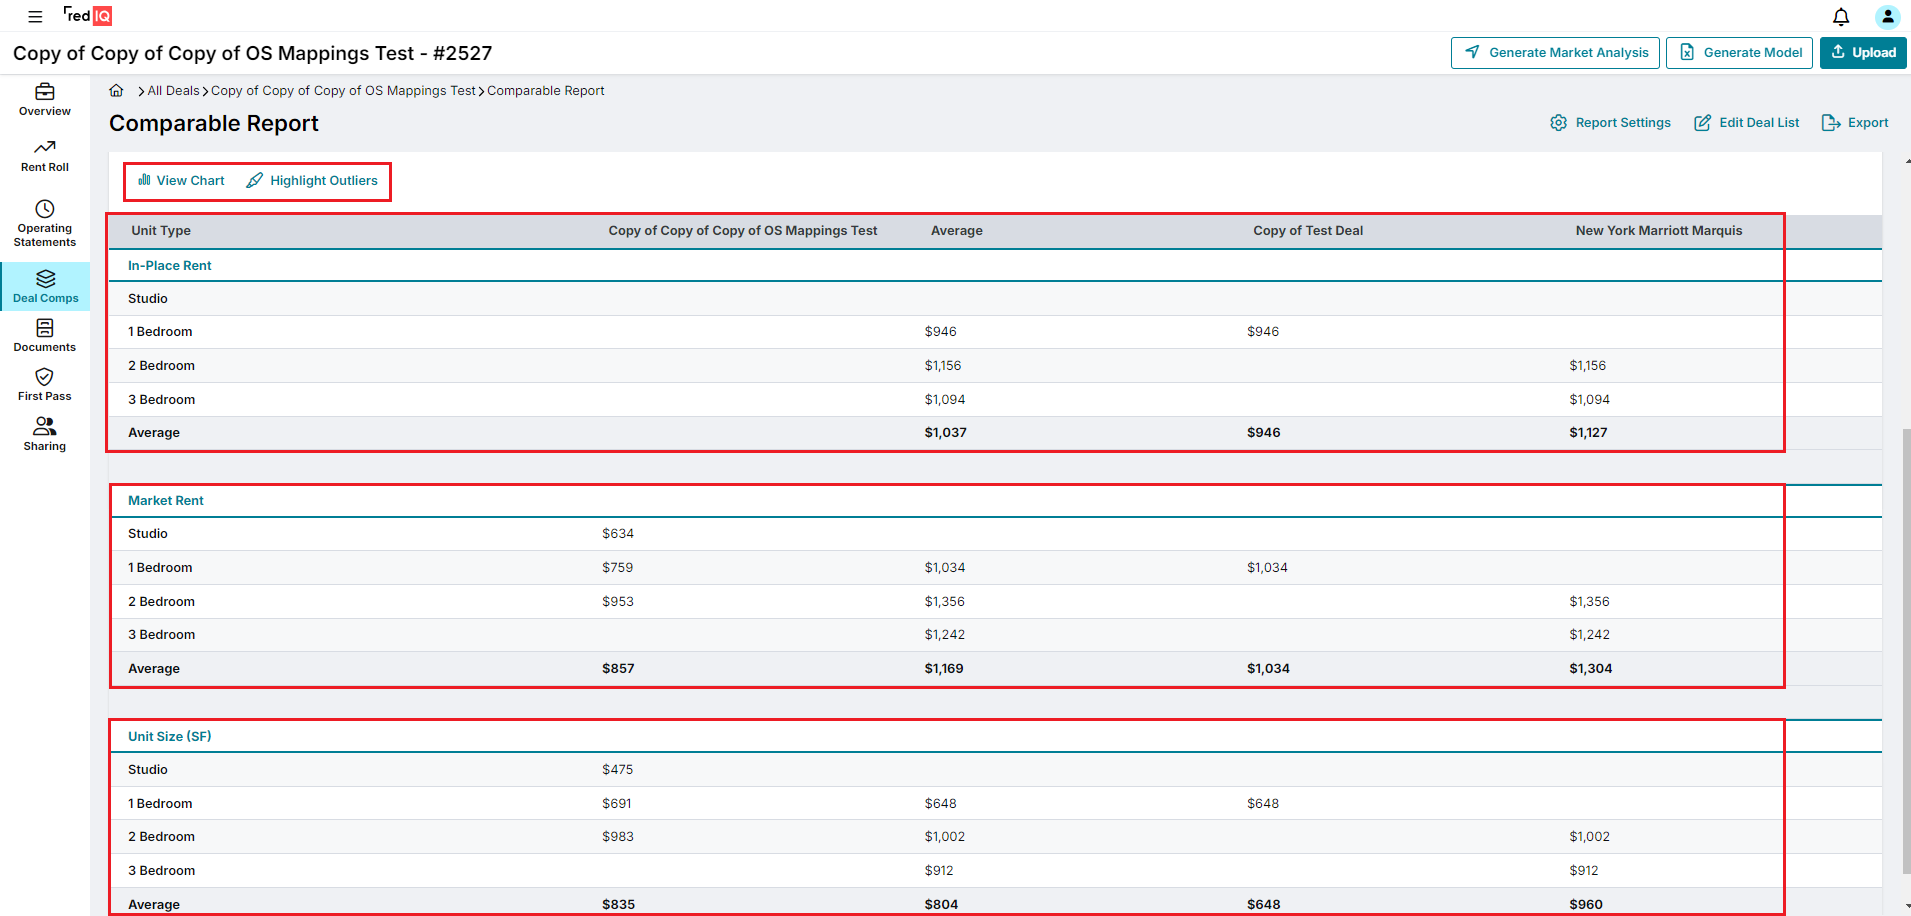 red IQ
Copy of Copy of Copy of OS Mappings Test - #2527
Generate Market Analysis
Generate Model
Upload
Overview
Rent Roll
Operating
Statements
Deal Comps
Documents
First Pass
Sharing
All Deals Copy of Copy of Copy of OS Mappings Test Comparable Report
Comparable Report
Report Settings
Edit Deal List
Export
View Chart
Highlight Outliers
Unit Type Copy of Copy of Copy of OS Mappings Test Average Copy of Test Deal New York Marriott Marquis
In-Place Rent
Studio
1 Bedroom $946 $946
2 Bedroom $1,156 $1,156
3 Bedroom $1,094 $1,094
Average $1,037 $946 $1,127
Market Rent
Studio $634
1 Bedroom $759 $1,034 $1,034
2 Bedroom $953 $1,356 $1,356
3 Bedroom $1,242 $1,242
Average $857 $1,169 $1,034 $1,304
Unit Size (SF)
Studio $475
1 Bedroom $691 $648 $648
2 Bedroom $983 $1,002 $1,002
3 Bedroom $912 $912
Average $835 $804 $648 $960